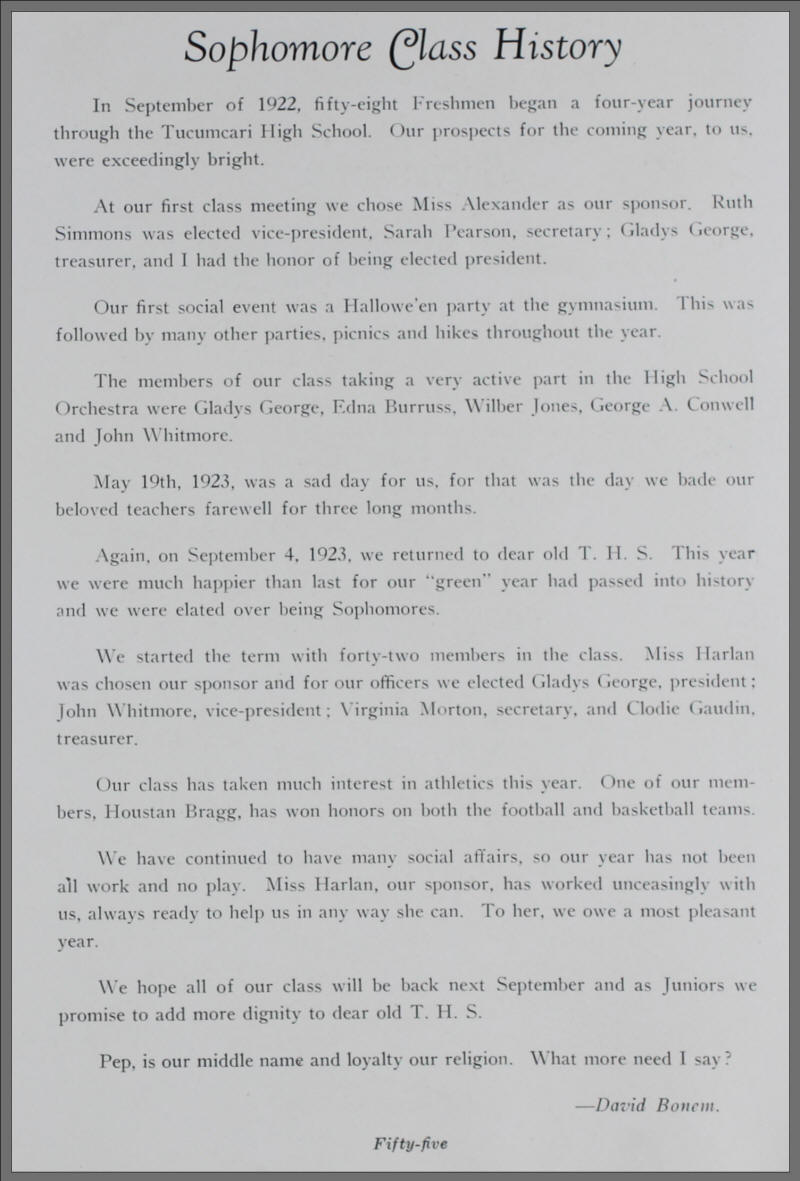 Sophomore Class History
In September of 1922, fifty-eight Freshmen began a four-year journey
through the Tucumcari High School. Our prospects for the coming year, to us,
were exceedingly bright.
At our first class meeting we chose Miss Alexander as our sponsor. Ruth
Simmons was elected vice-president, Sarah Pearson, secretary; Gladys George,
treasurer, and I had the honor of being elected president.
Our first social event was a Hallowe'en party at the gymnasium. This was
followed by many other parties, picnics and hikes throughout the year.
The members of our class taking a very active part in the High School
Orchestra were Gladys George, Edna Burruss, Wilber Jones, George A. Conwell
and John Whitmore.
May 19th, 1923, was a sad day for us, for that was the day we bade our
beloved teachers farewell for three long months.
Again, on September 4, 1923, we returned to dear old T. H. S. This year
we were much happier than last for our "green" year had passed into history
and we were elated over being Sophomores.
We started the term with forty-two members in the class. Miss Harlan
was chosen our sponsor and for our officers we elected Gladys George, president;
John Whitmore, vice-president; Virginia Morton, secretary, and Clodie Gaudin,
treasurer.
Our class has taken much interest in athletics this year. One of our mem-
bers, Houstan Bragg, has won honors on both the football and basketball teams.
We have continued to have many social affairs, so our year has not been
all work and no play. Miss Harlan, our sponsor, has worked unceasingly with
us, always ready to help us in any way she can. To her, we owe a most pleasant
year.
We hope all of our class will be back next September and as Juniors we
promise to add more dignity to dear old T. H. S.
Pep, is our middle name and loyalty our religion. What more need I say?
—David Bonem.
Fifty-five